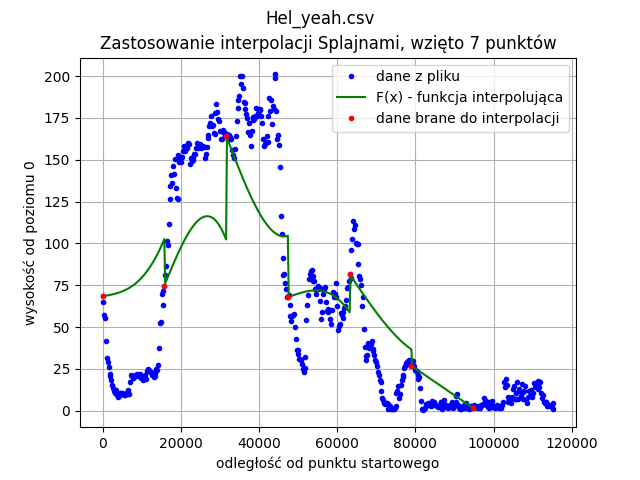 Hel_yeah.csv
Zastosowanie interpolacji Splajnami, wzięto 7 punktów
dane z pliku
F(x) - funkcja interpolująca
dane brane do interpolacji
wysokość od poziomu 0
200
175
150
125
100
75
50
25
0
0
20000
40000
60000
80000
100000
120000
odległość od punktu startowego